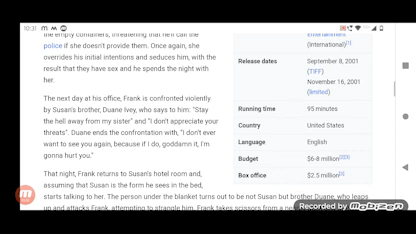 10:31
the empty containers, threatening that he'll call the
police if she doesn't provide them. Once again, she
overrides his initial intentions and seduces him, with
the result that they have sex and he spends the night with
her.
The next day at his office, Frank is confronted violently
by Susan's brother, Duane Ivey, who says to him: "Stay
the hell away from my sister" and "I don't appreciate your
threats". Duane ends the confrontation with, "I don't ever
want to see you again, because if I do, goddamn it, I'm
gonna hurt you."
That night, Frank returns to Susan's hotel room and,
assuming that Susan is the form he sees in the bed,
starts talking to her. The person under the blanket turns out to be not Susan but brother Duane, who leaps
up and attacks Frank, attempting to strangle him. Frank takes scissors from a
Entertainment
(International)[1]
Release dates
September 8, 2001
(TIFF)
November 16, 2001
(limited)
Running time
95 minutes
Country
United States
Language
English
Budget
$6-8 million[2][3]
Box office
$2.5 million[3]
Recorded by mobizen